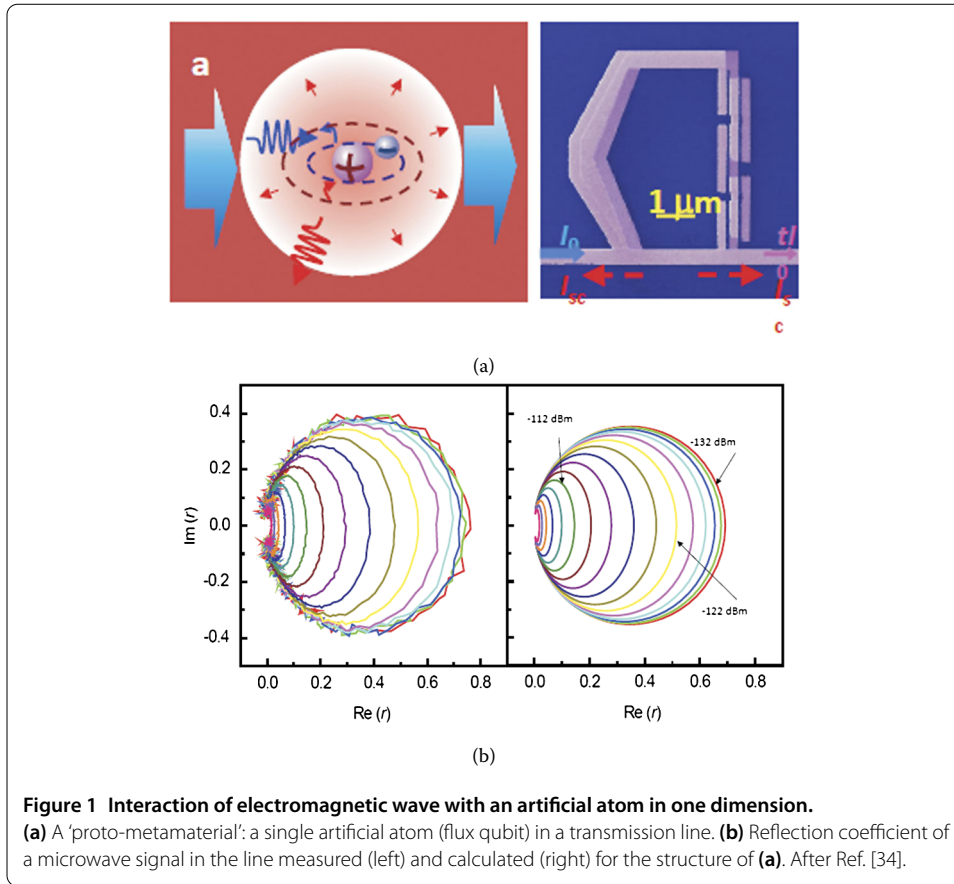 a
+
−
1 μm
I₀
tI
0
I_sc
I_s
c
(a)
0.4
0.2
0.0
-0.2
-0.4
Im (r)
0.0 0.2 0.4 0.6 0.8
Re (r)
-112 dBm
-132 dBm
-122 dBm
0.0 0.2 0.4 0.6 0.8
Re (r)
(b)
Figure 1 Interaction of electromagnetic wave with an artificial atom in one dimension.
(a) A ‘proto-metamaterial’: a single artificial atom (flux qubit) in a transmission line. (b) Reflection coefficient of
a microwave signal in the line measured (left) and calculated (right) for the structure of (a). After Ref. [34].